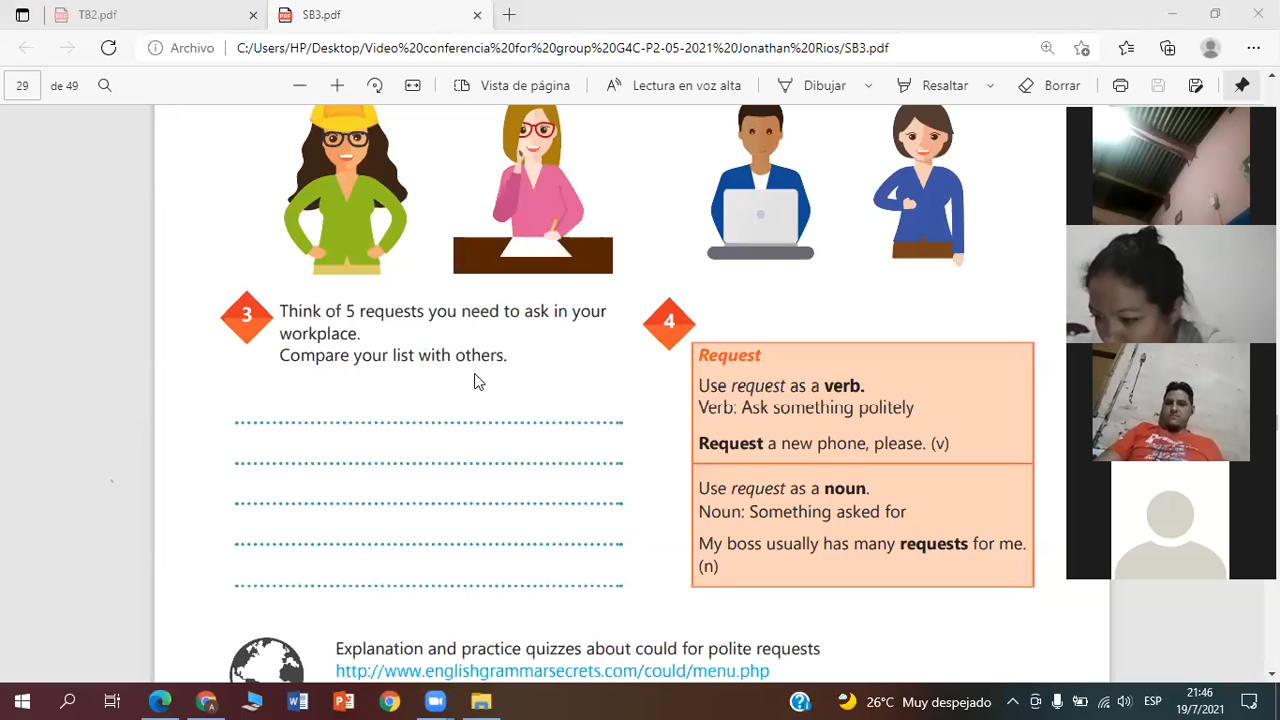 TB2.pdf
SB3.pdf
Archivo
C:/Users/HP/Desktop/Video%20conferencia%20for%20group%20G4C-P2-05-2021%20Jonathan%20Rios/SB3.pdf
29
de 49
Vista de página
Lectura en voz alta
Dibujar
Resaltar
Borrar
3
Think of 5 requests you need to ask in your
workplace.
Compare your list with others.
4
Request
Use request as a verb.
Verb: Ask something politely
Request a new phone, please. (v)
Use request as a noun.
Noun: Something asked for
My boss usually has many requests for me.
(n)
Explanation and practice quizzes about could for polite requests
http://www.englishgrammarsecrets.com/could/menu.php
26°C Muy despejado
ESP
21:46
19/7/2021